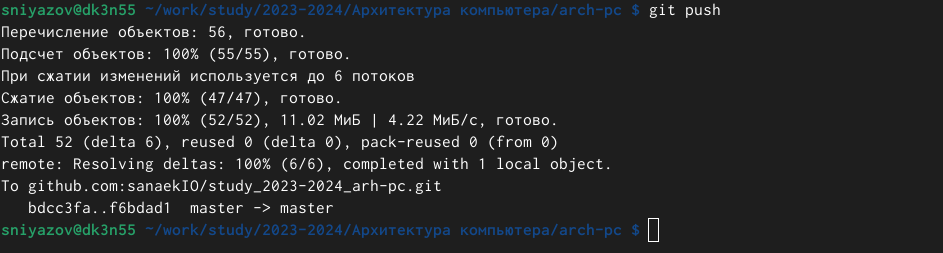 sniyazov@dk3n55 ~/work/study/2023-2024/Архитектура компьютера/arch-pc $ git push
Перечисление объектов: 56, готово.
Подсчет объектов: 100% (55/55), готово.
При сжатии изменений используется до 6 потоков
Сжатие объектов: 100% (47/47), готово.
Запись объектов: 100% (52/52), 11.02 МиБ | 4.22 МиБ/с, готово.
Total 52 (delta 6), reused 0 (delta 0), pack-reused 0 (from 0)
remote: Resolving deltas: 100% (6/6), completed with 1 local object.
To github.com:sanaekIO/study_2023-2024_arh-pc.git
   bdcc3fa..f6bdad1  master -> master
sniyazov@dk3n55 ~/work/study/2023-2024/Архитектура компьютера/arch-pc $